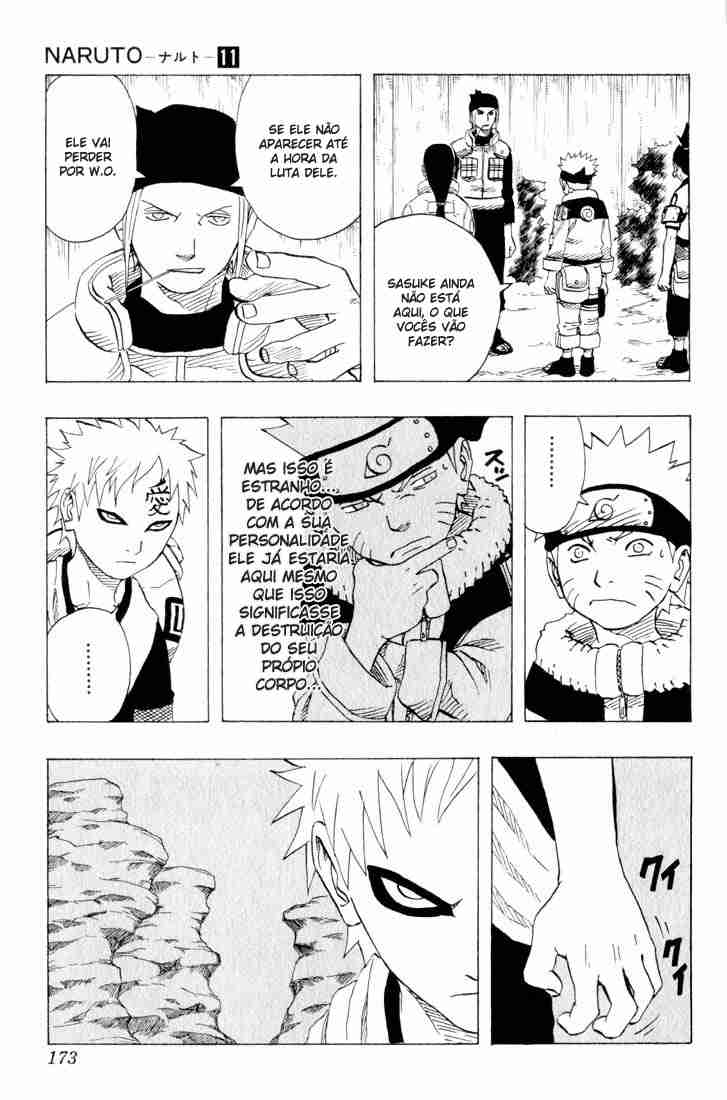 NARUTO—ナルト— 11
SASUKE AINDA
NÃO ESTÁ
AQUI, O QUE
VOCÊS VÃO
FAZER?
SE ELE NÃO
APARECER ATÉ
A HORA DA
LUTA DELE.
ELE VAI
PERDER
POR W.O.
..........
MAS ISSO É
ESTRANHO...,
DE ACORDO
COM A SUA
PERSONALIDADE
ELE JÁ ESTARIA
AQUI MESMO
QUE ISSO
SIGNIFICASSE
A DESTRUIÇÃO
DO SEU
PRÓPIO
CORPO...
ズッ
愛
..........
クイ
クイ
173